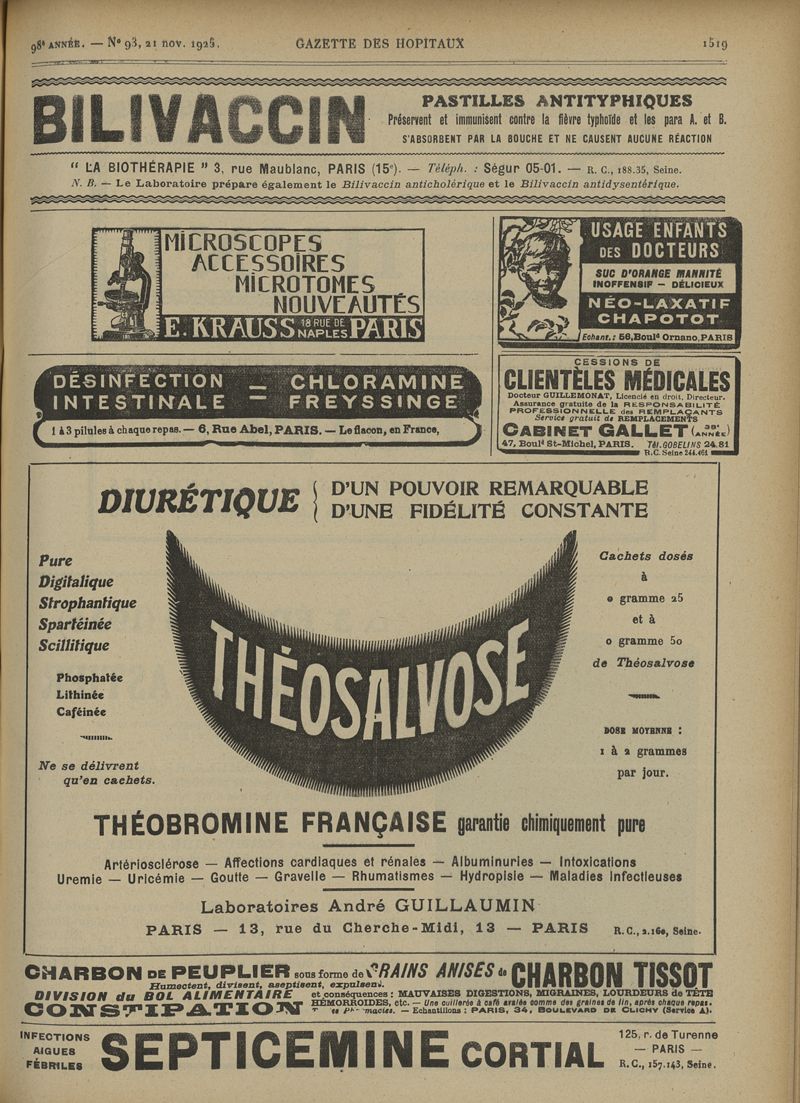 98e ANNÉE. — No 93, 21 NOV. 1925. GAZETTE DES HOPITAUX 1519
BILIVACCIN
PASTILLES ANTITYPHIQUES
Préservent et immunisent contre la fièvre typhoïde et les para A. et B.
S'ABSORBENT PAR LA BOUCHE ET NE CAUSENT AUCUNE RÉACTION
" LA BIOTHÉRAPIE " 3, rue Maublanc, PARIS (15e). — Téléph. : Ségur 05-01. — R. C., 188.35, Seine.
N. B. — Le Laboratoire prépare également le Bilivaccin anticholérique et le Bilivaccin antidysentérique.
MICROSCOPES
ACCESSOIRES
MICROTOMES
NOUVEAUTÉS
E. KRAUSS 18 RUE DE NAPLES PARIS
USAGE ENFANTS
DES DOCTEURS
SUC D'ORANGE MANNITÉ
INOFFENSIF — DÉLICIEUX
NÉO-LAXATIF
CHAPOTOT
Echant.: 56, Bould Ornano, PARIS
DÉSINFECTION — CHLORAMINE
INTESTINALE — FREYSSINGE
1 à 3 pilules à chaque repas. — 6, Rue Abel, PARIS. — Le flacon, en France,
CESSIONS DE
CLIENTÈLES MÉDICALES
Docteur GUILLEMONAT, Licencié en droit, Directeur.
Assurance gratuite de la RESPONSABILITÉ
PROFESSIONNELLE des REMPLAÇANTS
Service gratuit de REMPLACEMENTS
CABINET GALLET (38e ANNÉE)
47, Bould St-Michel, PARIS. Tél. GOBELINS 24.81
R.C. Seine 244.461
DIURÉTIQUE { D'UN POUVOIR REMARQUABLE
D'UNE FIDÉLITÉ CONSTANTE
Pure
Digitalique
Strophantique
Spartéinée
Scillitique
Phosphatée
Lithinée
Caféinée
Ne se délivrent
qu'en cachets.
THÉOSALVOSE
Cachets dosés
à
0 gramme 25
et à
0 gramme 50
de Théosalvose
DOSE MOYENNE :
1 à 2 grammes
par jour.
THÉOBROMINE FRANÇAISE garantie chimiquement pure
Artériosclérose — Affections cardiaques et rénales — Albuminuries — Intoxications
Uremie — Uricémie — Goutte — Gravelle — Rhumatismes — Hydropisie — Maladies infectieuses
Laboratoires André GUILLAUMIN
PARIS — 13, rue du Cherche-Midi, 13 — PARIS R. C., 2.160, Seine.
CHARBON DE PEUPLIER sous forme de GRAINS ANISÉS de CHARBON TISSOT
Humectent, divisent, aseptisent, expulsent.
DIVISION du BOL ALIMENTAIRE et conséquences : MAUVAISES DIGESTIONS, MIGRAINES, LOURDEURS de TÊTE
CONSTIPATION HÉMORROIDES, etc. — Une cuillerée à café avalée comme des graines de lin, après chaque repas.
macies. — Echantillons : PARIS, 34, BOULEVARD DE CLICHY (Service A).
INFECTIONS
AIGUES
FÉBRILES
SEPTICEMINE CORTIAL
125, r. de Turenne
— PARIS —
R. C., 157.143, Seine.